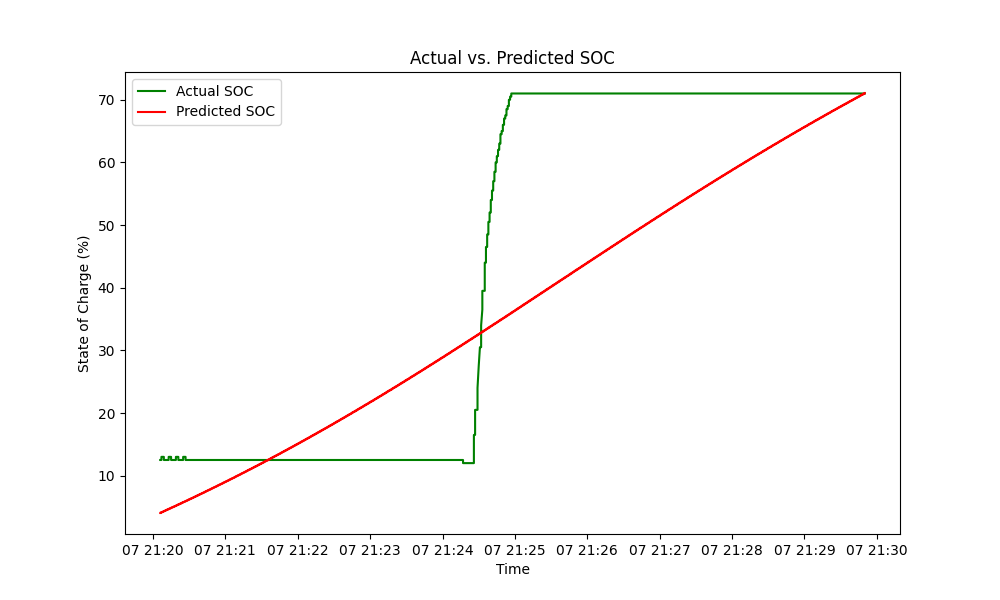 Actual vs. Predicted SOC
Actual SOC
Predicted SOC
State of Charge (%)
70
60
50
40
30
20
10
07 21:20 07 21:21 07 21:22 07 21:23 07 21:24 07 21:25 07 21:26 07 21:27 07 21:28 07 21:29 07 21:30
Time